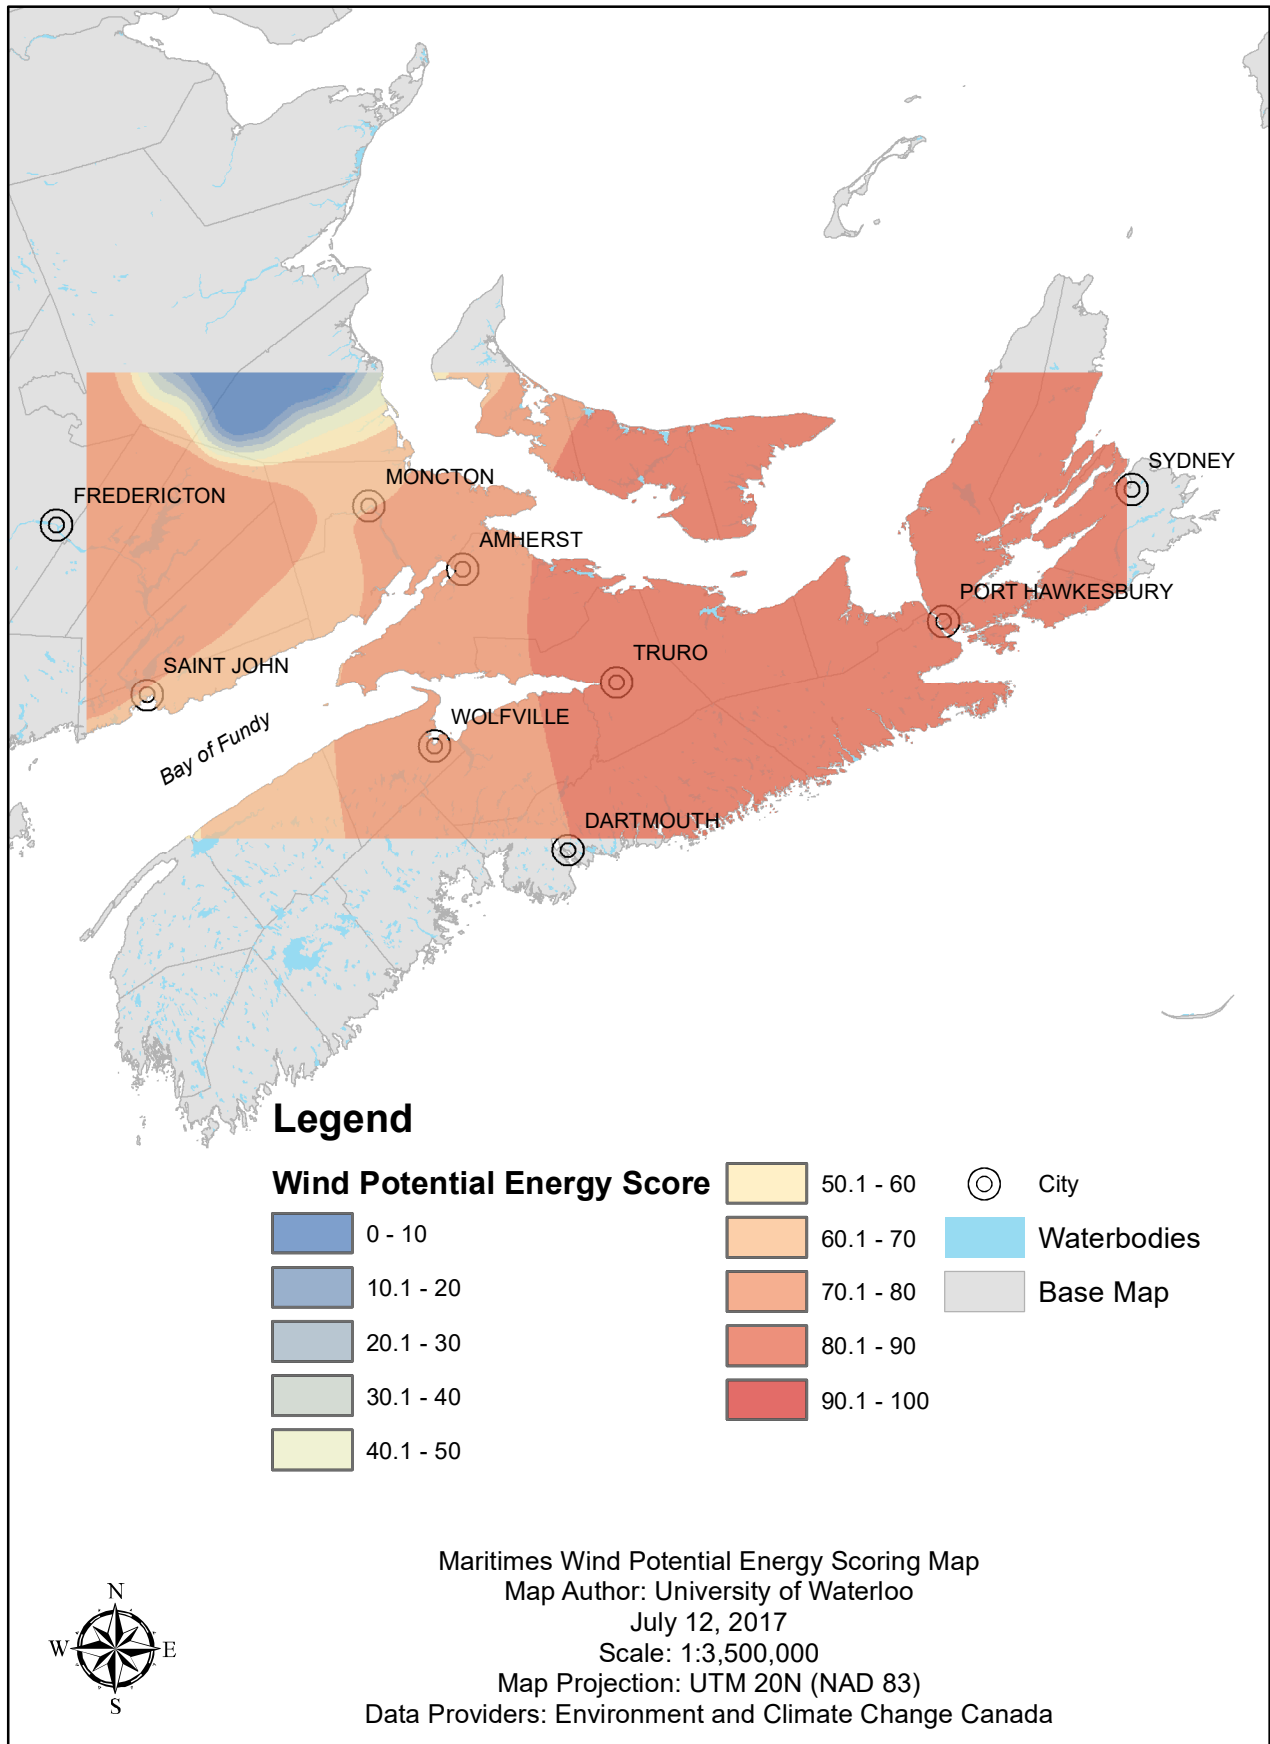 SYDNEY
MONCTON
FREDERICTON
AMHERST
PORT HAWKESBURY
TRURO
SAINT JOHN
WOLFVILLE
Bay of Fundy
DARTMOUTH
Legend
Wind Potential Energy Score
0 - 10
10.1 - 20
20.1 - 30
30.1 - 40
40.1 - 50
50.1 - 60
60.1 - 70
70.1 - 80
80.1 - 90
90.1 - 100
City
Waterbodies
Base Map
N
W
E
S
Maritimes Wind Potential Energy Scoring Map
Map Author: University of Waterloo
July 12, 2017
Scale: 1:3,500,000
Map Projection: UTM 20N (NAD 83)
Data Providers: Environment and Climate Change Canada